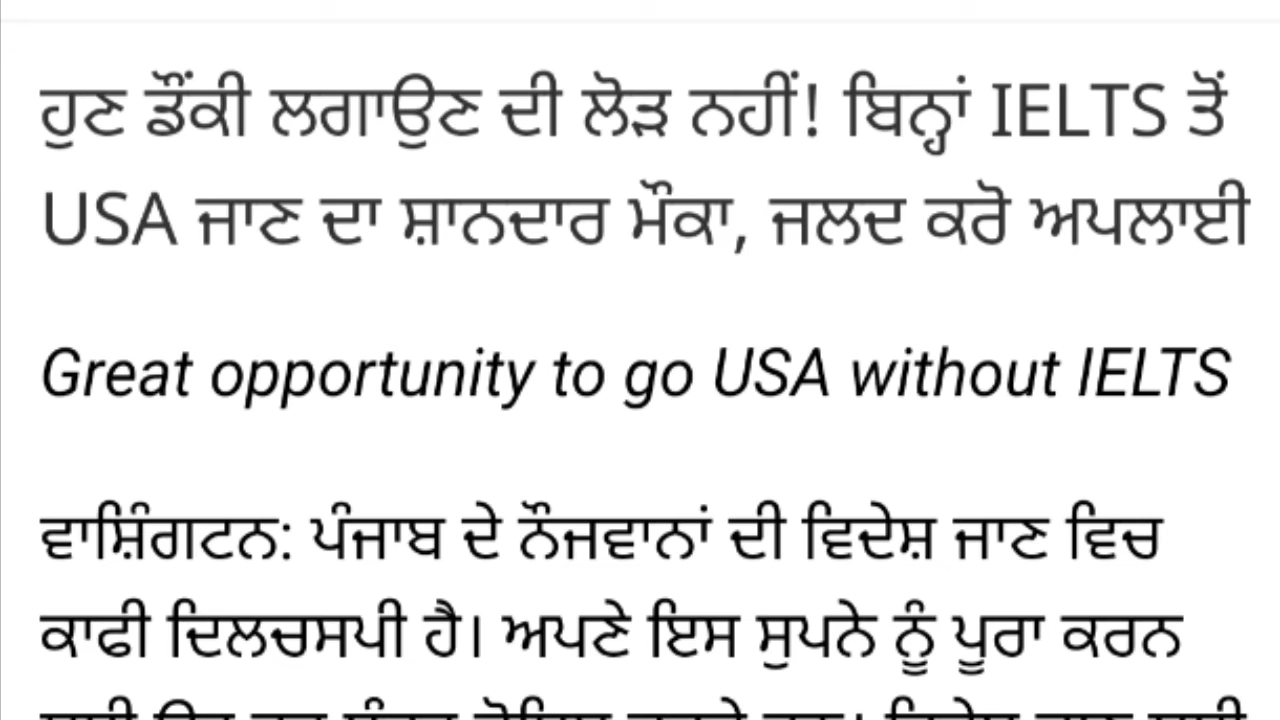 ਹੁਣ ਡੌਂਕੀ ਲਗਾਉਣ ਦੀ ਲੋੜ ਨਹੀਂ! ਬਿਨ੍ਹਾਂ IELTS ਤੋਂ
USA ਜਾਣ ਦਾ ਸ਼ਾਨਦਾਰ ਮੌਕਾ, ਜਲਦ ਕਰੋ ਅਪਲਾਈ
Great opportunity to go USA without IELTS
ਵਾਸ਼ਿੰਗਟਨ: ਪੰਜਾਬ ਦੇ ਨੌਜਵਾਨਾਂ ਦੀ ਵਿਦੇਸ਼ ਜਾਣ ਵਿਚ
ਕਾਫੀ ਦਿਲਚਸਪੀ ਹੈ। ਅਪਣੇ ਇਸ ਸੁਪਨੇ ਨੂੰ ਪੂਰਾ ਕਰਨ